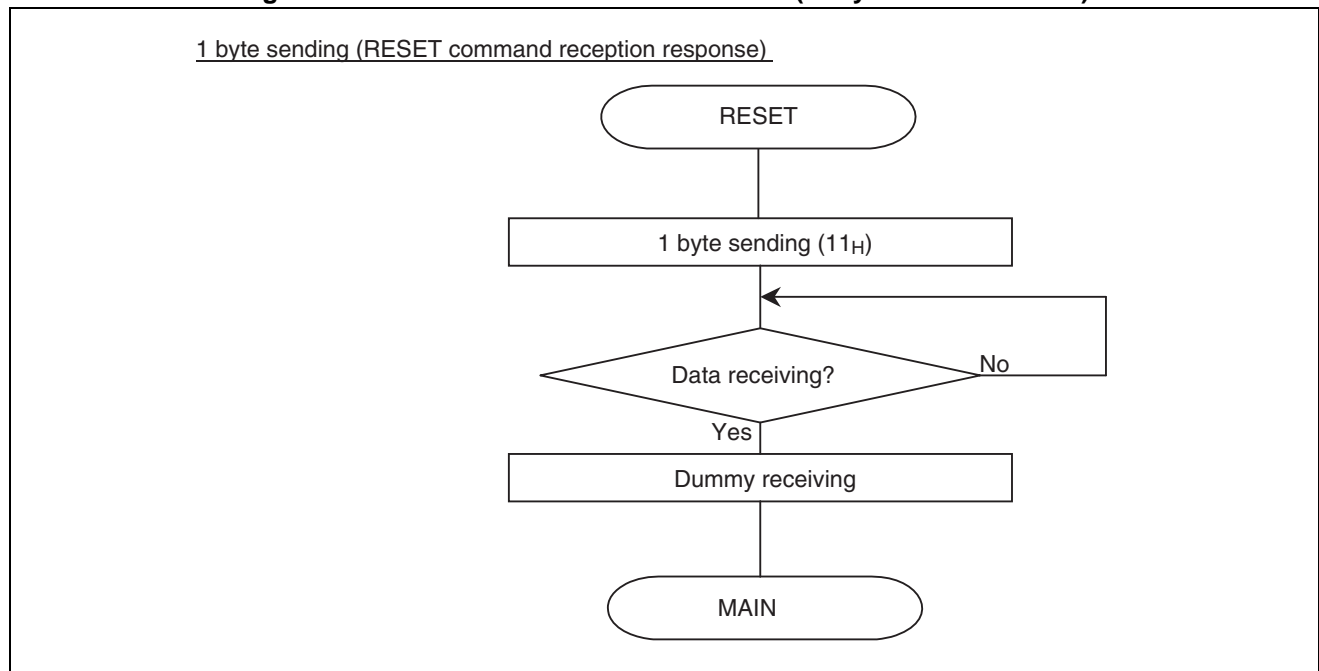 1 byte sending (RESET command reception response)
RESET
1 byte sending (11H)
Data receiving?
No
Yes
Dummy receiving
MAIN